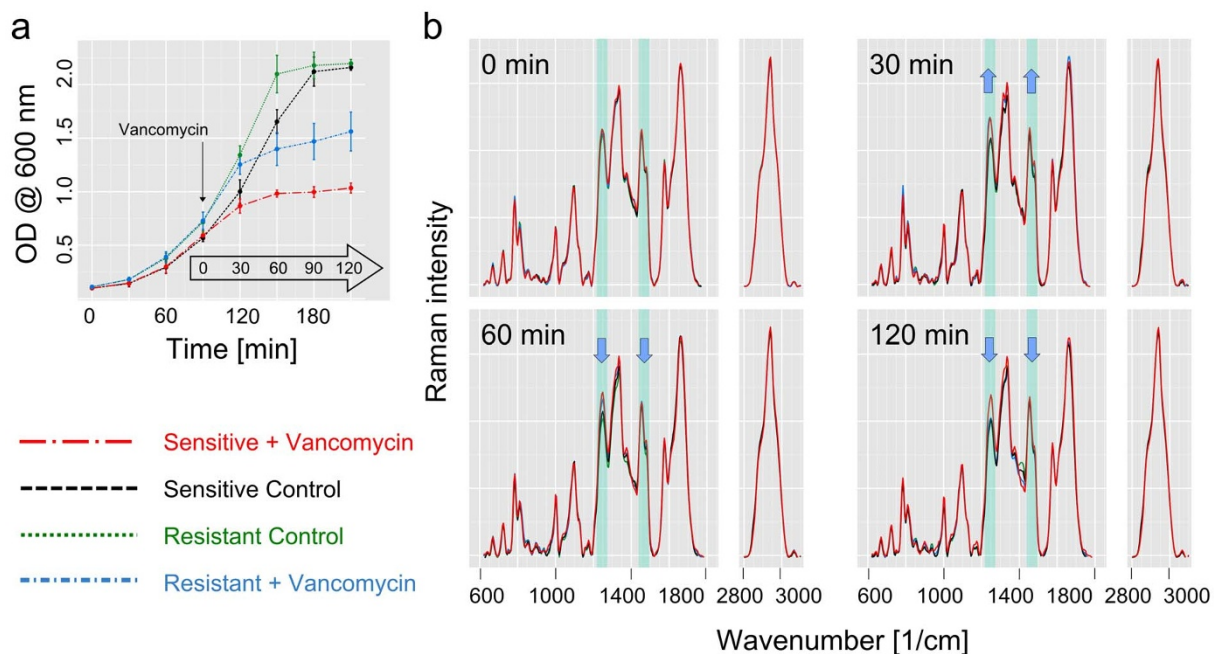 a
OD @ 600 nm
2.0
1.5
1.0
0.5
Vancomycin
0 30 60 90 120
0 60 120 180
Time [min]
Sensitive + Vancomycin
Sensitive Control
Resistant Control
Resistant + Vancomycin
b
Raman intensity
0 min
30 min
60 min
120 min
600 1000 1400 1800 2800 3000
600 1000 1400 1800 2800 3000
Wavenumber [1/cm]